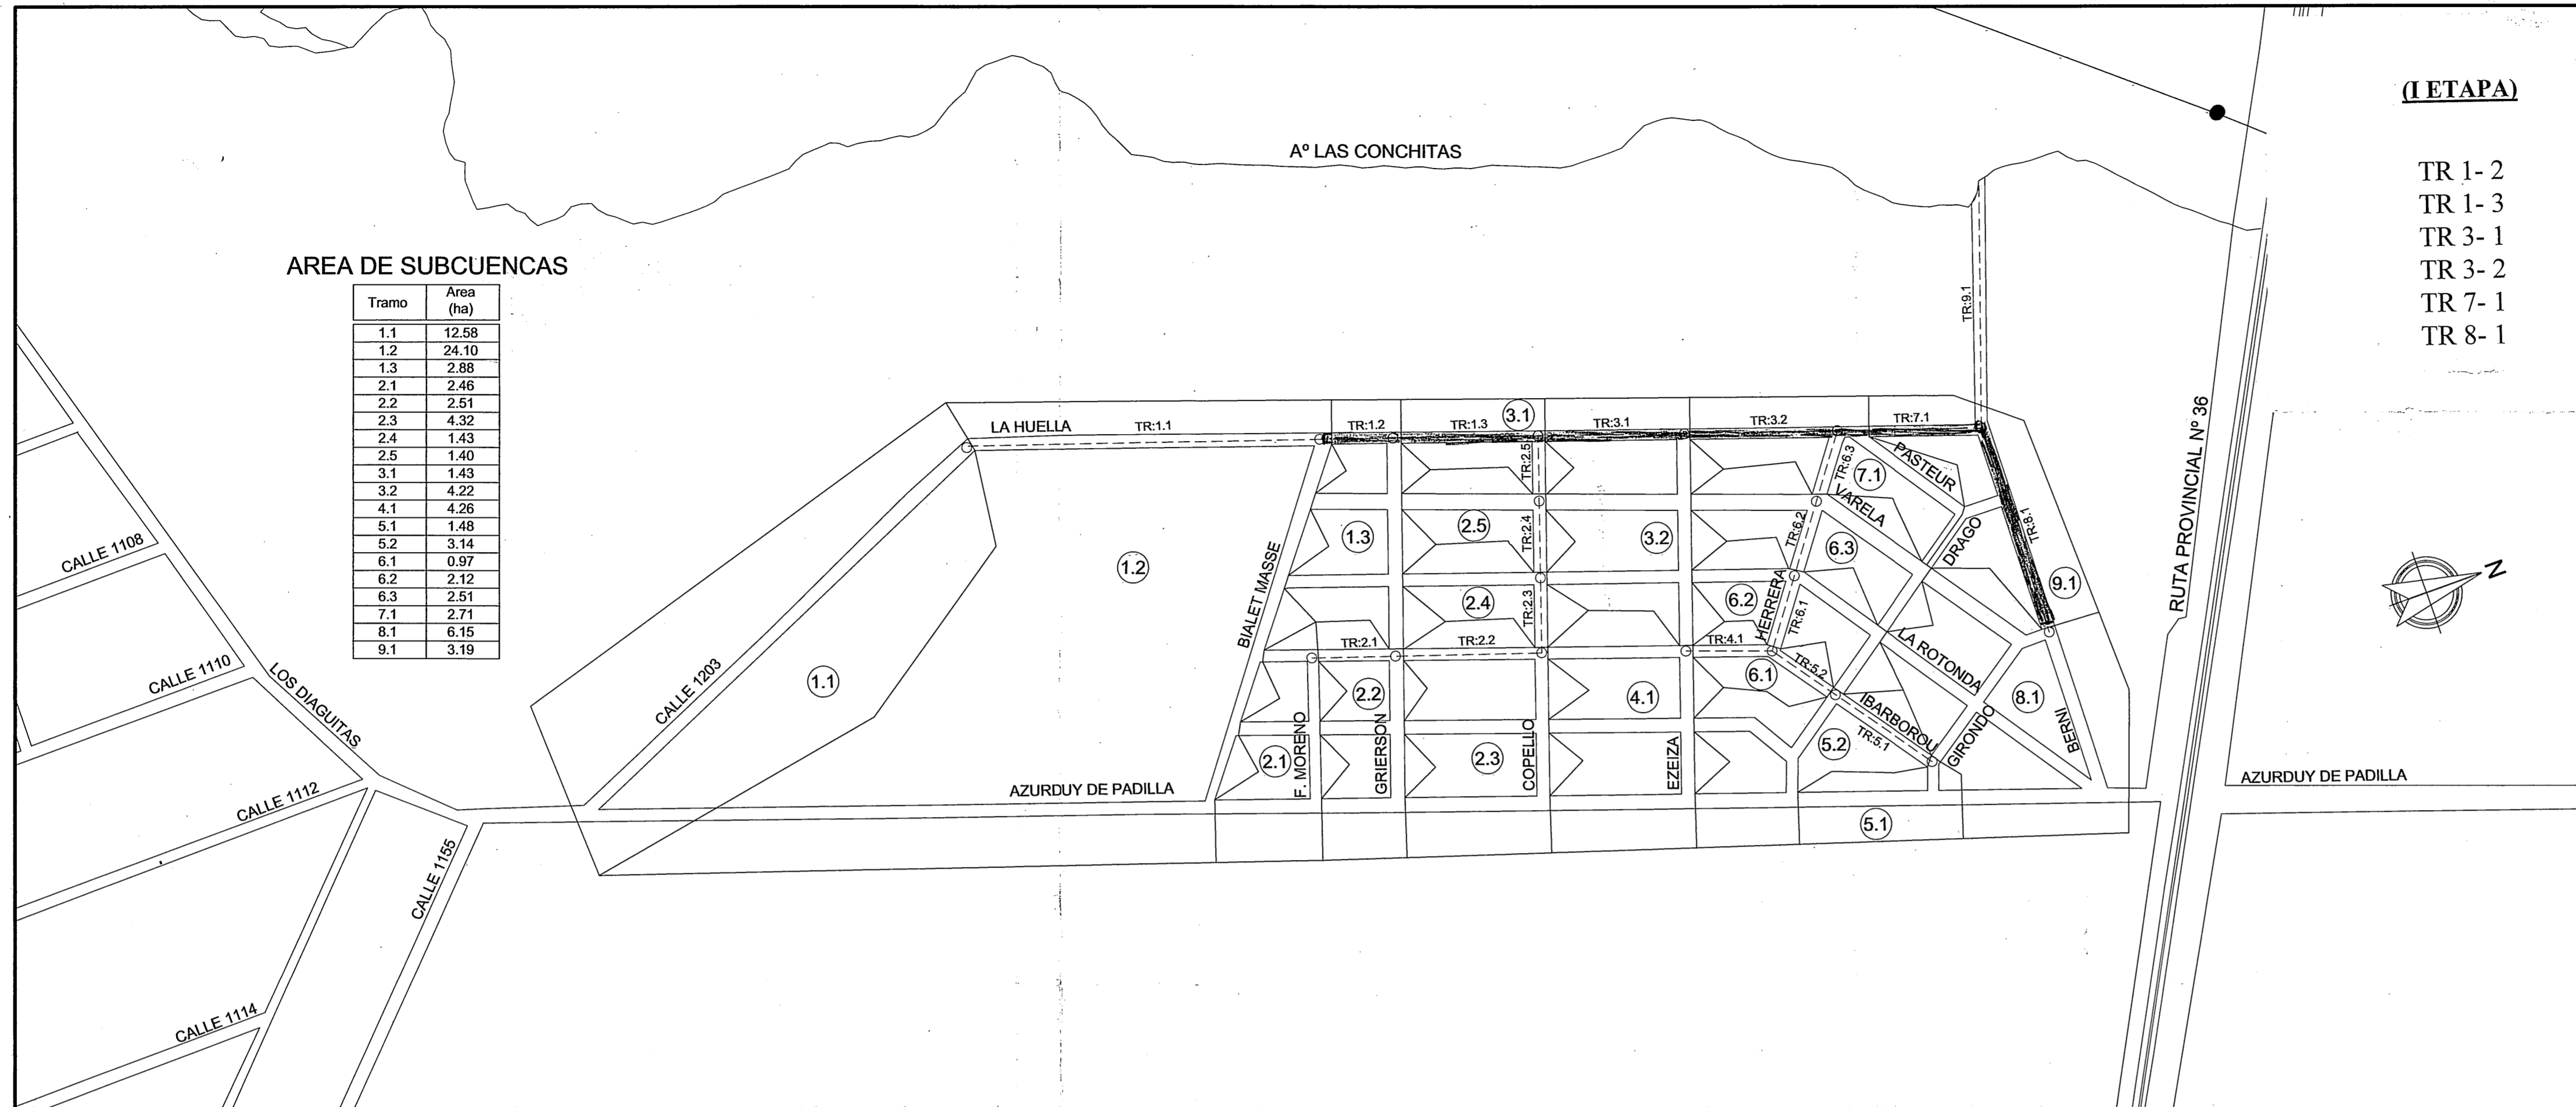 (I ETAPA)
TR 1- 2
TR 1- 3
TR 3- 1
TR 3- 2
TR 7- 1
TR 8- 1
Aº LAS CONCHITAS
AREA DE SUBCUENCAS
Tramo Area (ha)
1.1 12.58
1.2 24.10
1.3 2.88
2.1 2.46
2.2 2.51
2.3 4.32
2.4 1.43
2.5 1.40
3.1 1.43
3.2 4.22
4.1 4.26
5.1 1.48
5.2 3.14
6.1 0.97
6.2 2.12
6.3 2.51
7.1 2.71
8.1 6.15
9.1 3.19
TR:9.1
RUTA PROVINCIAL Nº 36
N
LA HUELLA
TR:1.1
TR:1.2
TR:1.3
3.1
TR:3.1
TR:3.2
TR:7.1
TR:2.5
TR:6.3
7.1
PASTEUR
VARELA
TR:8.1
1.3
2.5
TR:2.4
3.2
TR:6.2
6.3
DRAGO
9.1
1.2
BIALET MASSE
2.4
TR:2.3
6.2
HERRERA
TR:6.1
TR:2.1
TR:2.2
TR:4.1
LA ROTONDA
1.1
CALLE 1203
2.2
4.1
6.1
TR:5.2
IBARBOROU
8.1
BERNI
F. MORENO
GRIERSON
COPELLO
EZEIZA
2.1
2.3
5.2
TR:5.1
GIRONDO
AZURDUY DE PADILLA
AZURDUY DE PADILLA
5.1
CALLE 1108
CALLE 1110
LOS DIAGUITAS
CALLE 1112
CALLE 1155
CALLE 1114